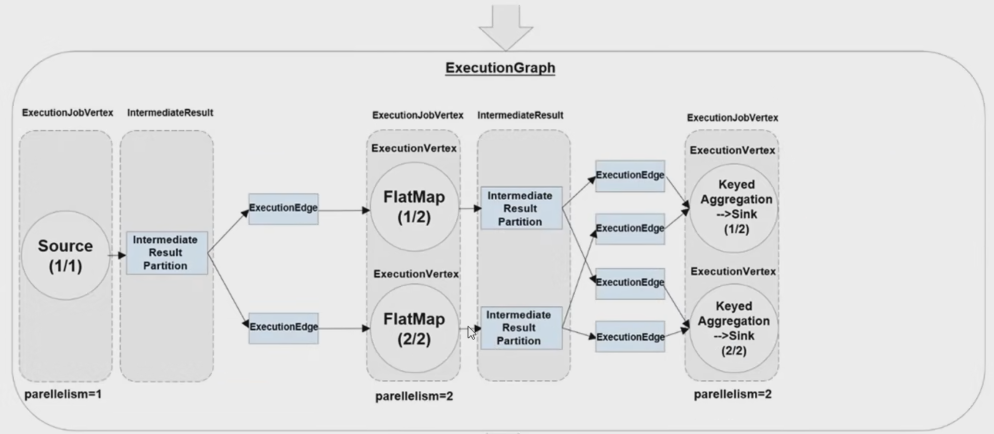 ExecutionGraph
ExecutionJobVertex
IntermediateResult
Source
(1/1)
Intermediate
Result
Partition
parellelism=1
ExecutionEdge
ExecutionEdge
ExecutionJobVertex
ExecutionVertex
FlatMap
(1/2)
ExecutionVertex
FlatMap
(2/2)
parellelism=2
IntermediateResult
Intermediate
Result
Partition
Intermediate
Result
Partition
ExecutionEdge
ExecutionEdge
ExecutionEdge
ExecutionEdge
ExecutionJobVertex
ExecutionVertex
Keyed
Aggregation
-->Sink
(1/2)
ExecutionVertex
Keyed
Aggregation
-->Sink
(2/2)
parellelism=2